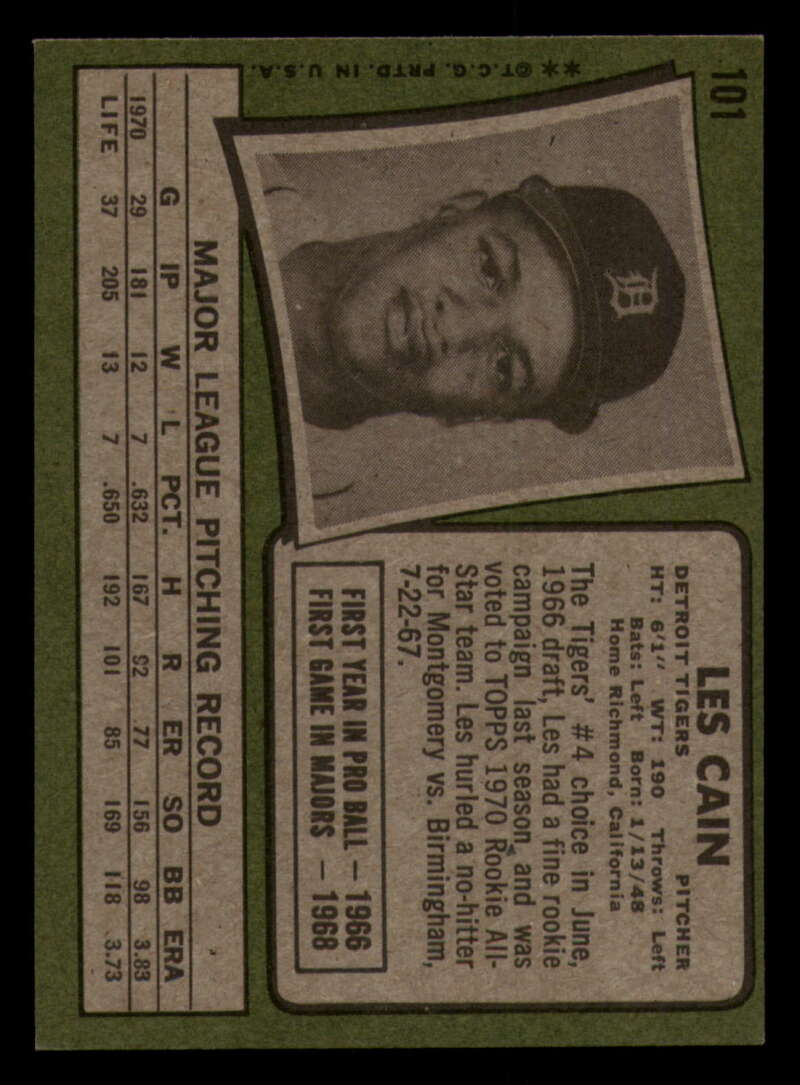 101
**©T.C.G. PRTD. IN U.S.A.
LES CAIN
DETROIT TIGERS PITCHER
HT: 6'1" WT: 190 Throws: Left
Bats: Left Born: 1/13/48
Home Richmond, California
The Tigers' #4 choice in June,
1966 draft, Les had a fine rookie
campaign last season and was
voted to TOPPS 1970 Rookie All-
Star team. Les hurled a no-hitter
for Montgomery vs. Birmingham,
7-22-67.
FIRST YEAR IN PRO BALL — 1966
FIRST GAME IN MAJORS — 1968
MAJOR LEAGUE PITCHING RECORD
G IP W L PCT. H R ER SO BB ERA
1970 29 181 12 7 .632 167 92 77 156 98 3.83
LIFE 37 205 13 7 .650 192 101 85 169 118 3.73